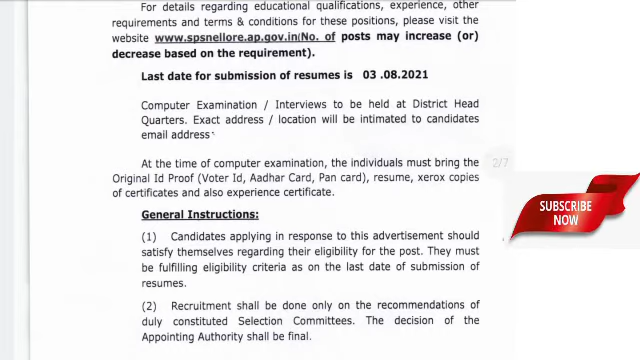 For details regarding educational qualifications, experience, other
requirements and terms & conditions for these positions, please visit the
website www.spsnellore.ap.gov.in(No. of posts may increase (or)
decrease based on the requirement).
Last date for submission of resumes is 03 .08.2021
Computer Examination / Interviews to be held at District Head
Quarters. Exact address / location will be intimated to candidates
email address
At the time of computer examination, the individuals must bring the
Original Id Proof (Voter Id, Aadhar Card, Pan card), resume, xerox copies
of certificates and also experience certificate.
2/7
SUBSCRIBE
NOW
General Instructions:
(1) Candidates applying in response to this advertisement should
satisfy themselves regarding their eligibility for the post. They must
be fulfilling eligibility criteria as on the last date of submission of
resumes.
(2) Recruitment shall be done only on the recommendations of
duly constituted Selection Committees. The decision of the
Appointing Authority shall be final.